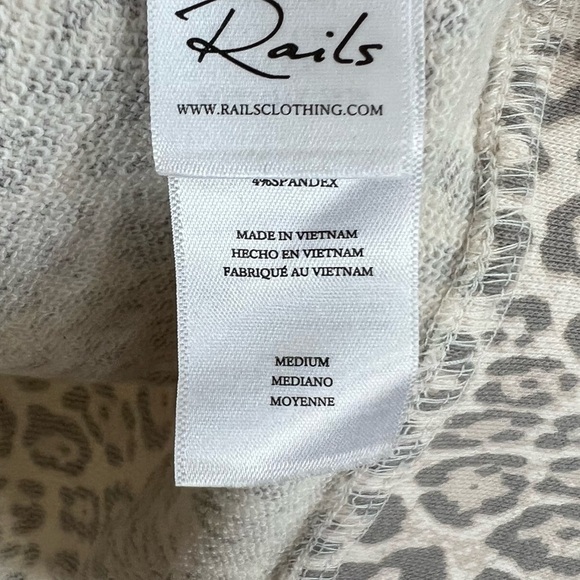 Rails
WWW.RAILSCLOTHING.COM
4%SPANDEX
MADE IN VIETNAM
HECHO EN VIETNAM
FABRIQUÉ AU VIETNAM
MEDIUM
MEDIANO
MOYENNE